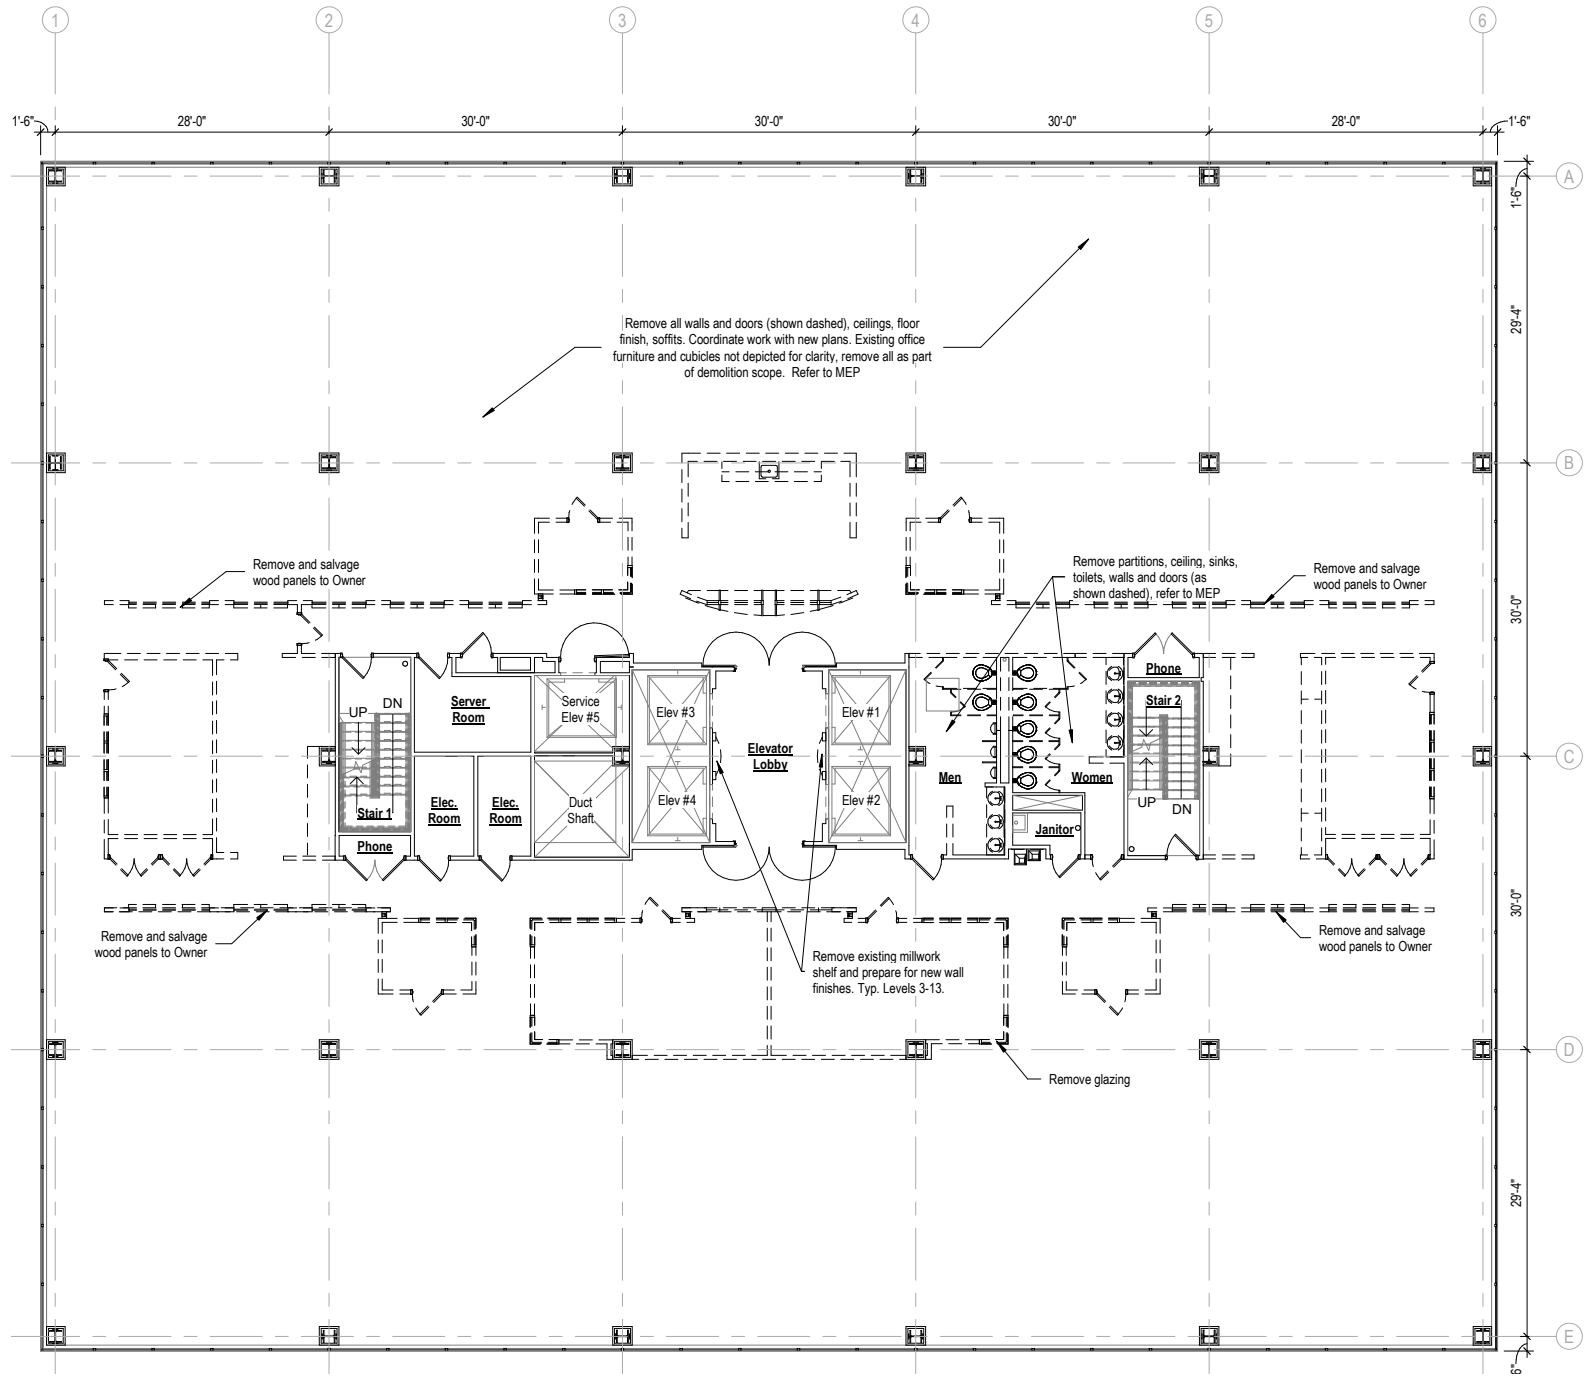 1
2
3
4
5
6
1'-6"
28'-0"
30'-0"
30'-0"
30'-0"
28'-0"
1'-6"
A
1'-6"
29'-4"
Remove all walls and doors (shown dashed), ceilings, floor
finish, soffits. Coordinate work with new plans. Existing office
furniture and cubicles not depicted for clarity, remove all as part
of demolition scope. Refer to MEP
B
Remove and salvage
wood panels to Owner
Remove partitions, ceiling, sinks,
toilets, walls and doors (as
shown dashed), refer to MEP
Remove and salvage
wood panels to Owner
30'-0"
Phone
Server
Room
Service
Elev #5
DN
UP
Elev #3
Elev #1
Stair 2
Elevator
Lobby
C
Men
Women
Elec.
Room
Elec.
Room
Duct
Shaft
Elev #4
Elev #2
Stair 1
UP
DN
Janitor
Phone
30'-0"
Remove and salvage
wood panels to Owner
Remove existing millwork
shelf and prepare for new wall
finishes. Typ. Levels 3-13.
Remove and salvage
wood panels to Owner
D
Remove glazing
29'-4"
E
6"